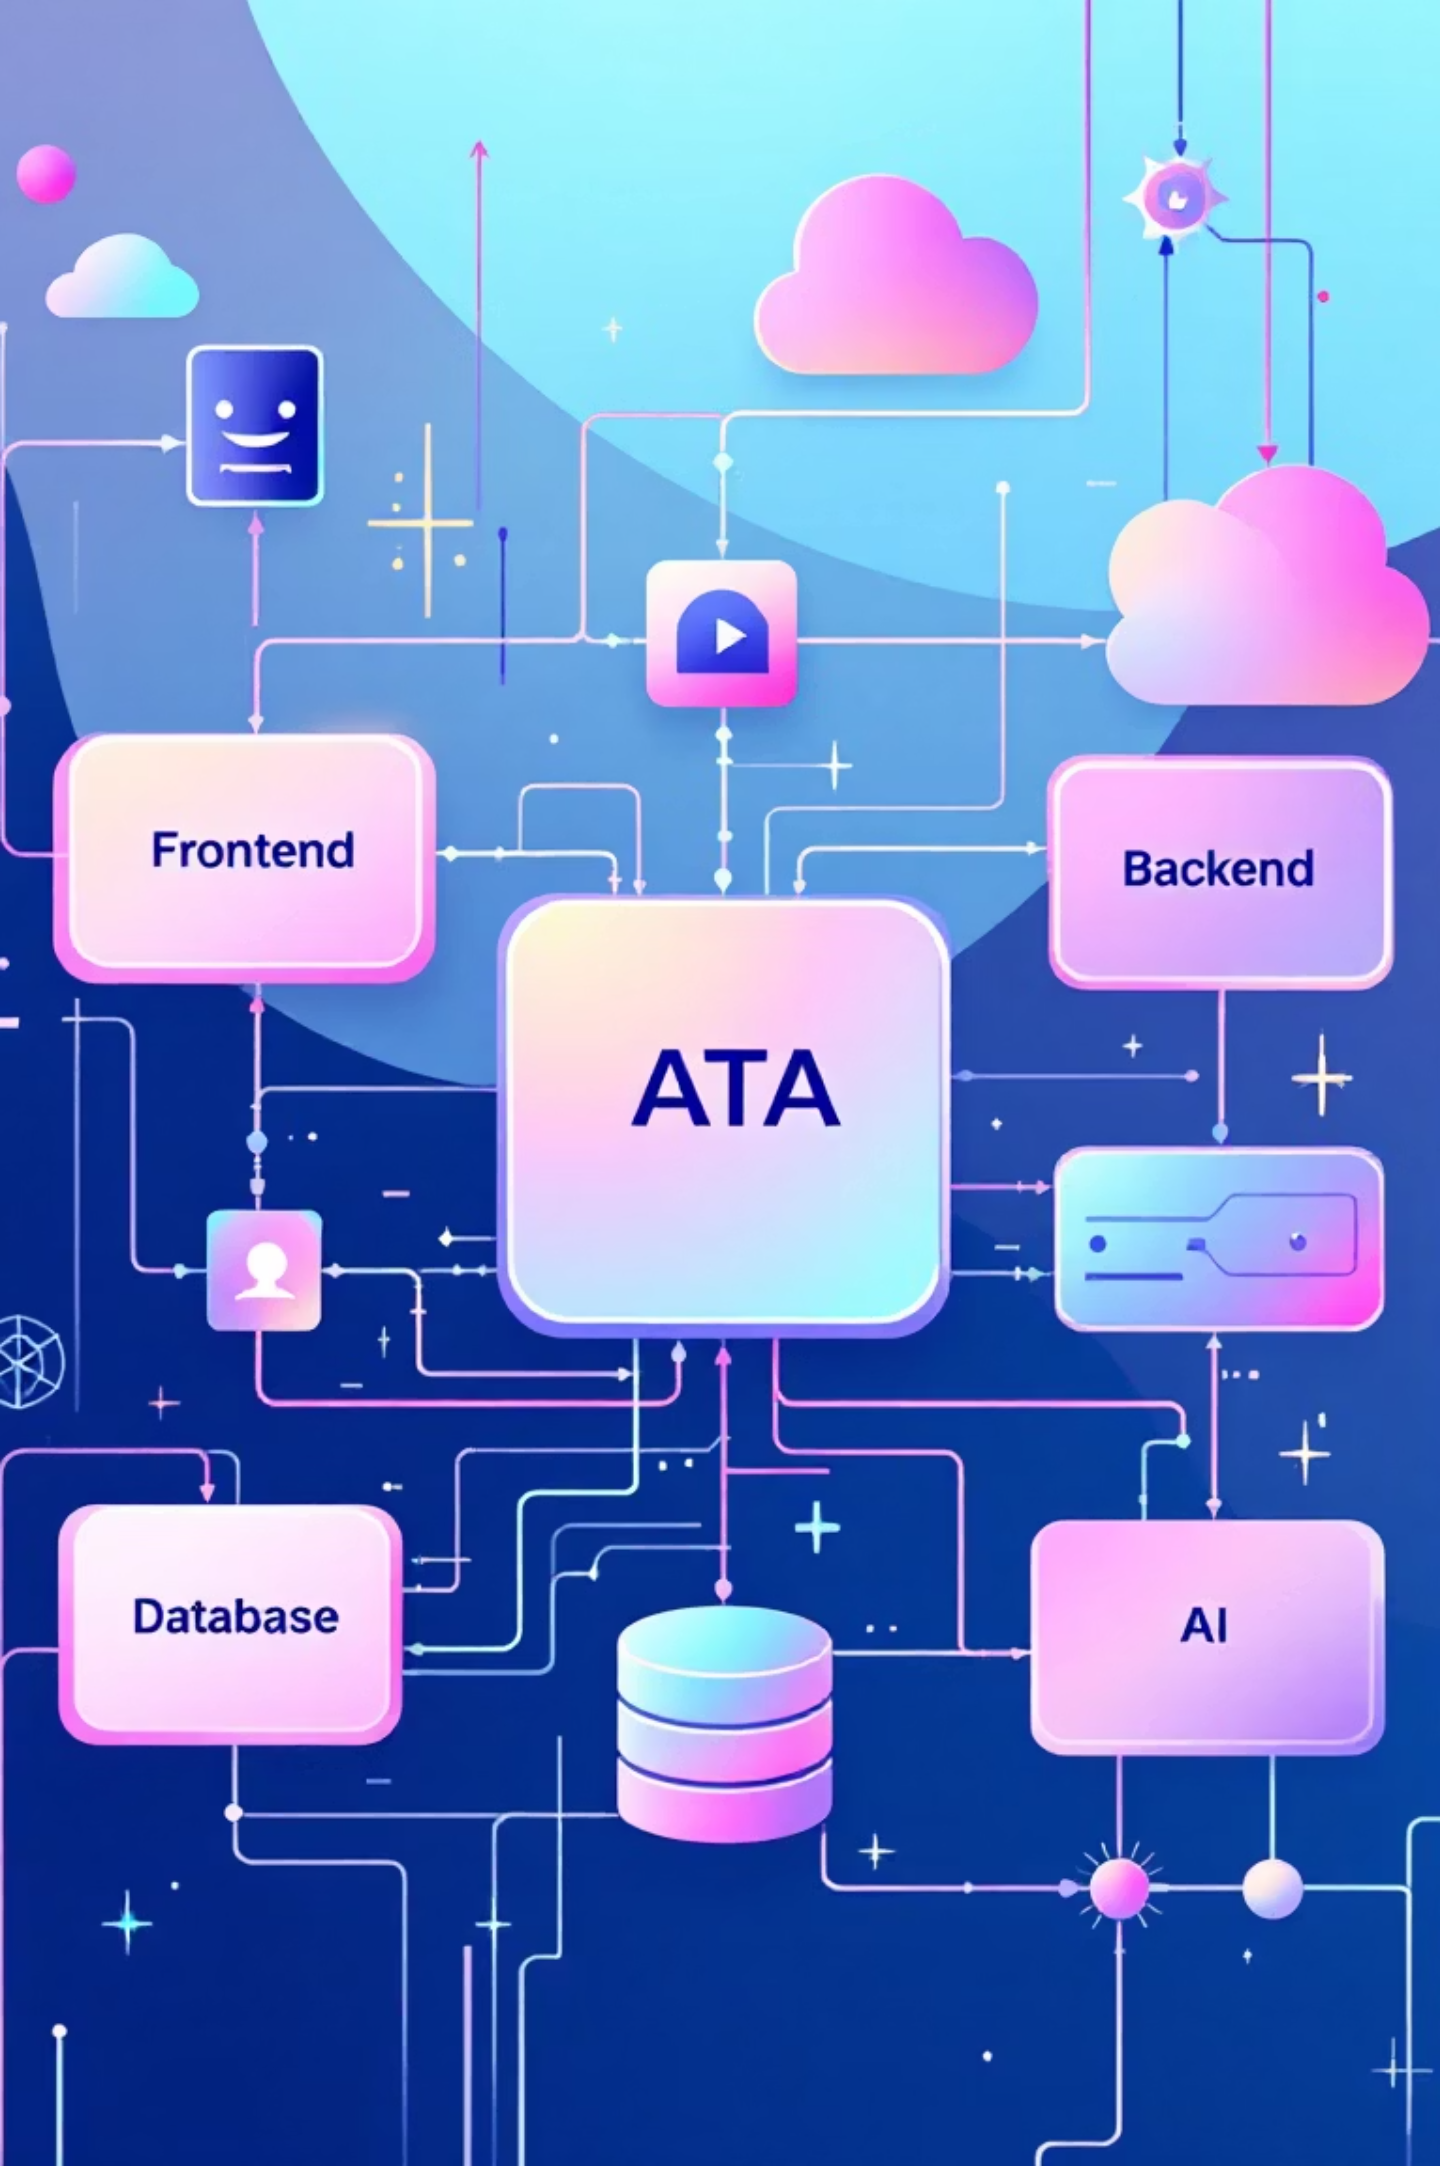 Frontend
Backend
ATA
Database
AI